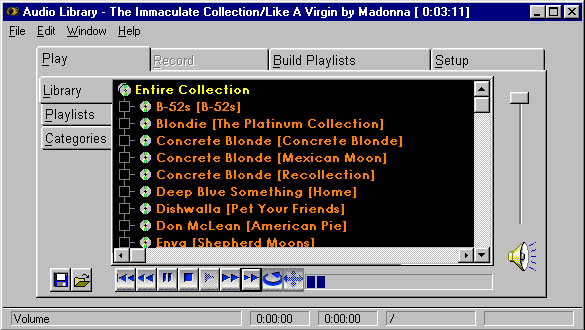 Audio Library - The Immaculate Collection/Like A Virgin by Madonna [ 0:03:11]
File Edit Window Help
Play Record Build Playlists Setup
Library
Playlists
Categories
Entire Collection
B-52s [B-52s]
Blondie [The Platinum Collection]
Concrete Blonde [Concrete Blonde]
Concrete Blonde [Mexican Moon]
Concrete Blonde [Recollection]
Deep Blue Something [Home]
Dishwalla [Pet Your Friends]
Don McLean [American Pie]
Enya [Shepherd Moons]
Volume 0:00:00 0:00:00 /